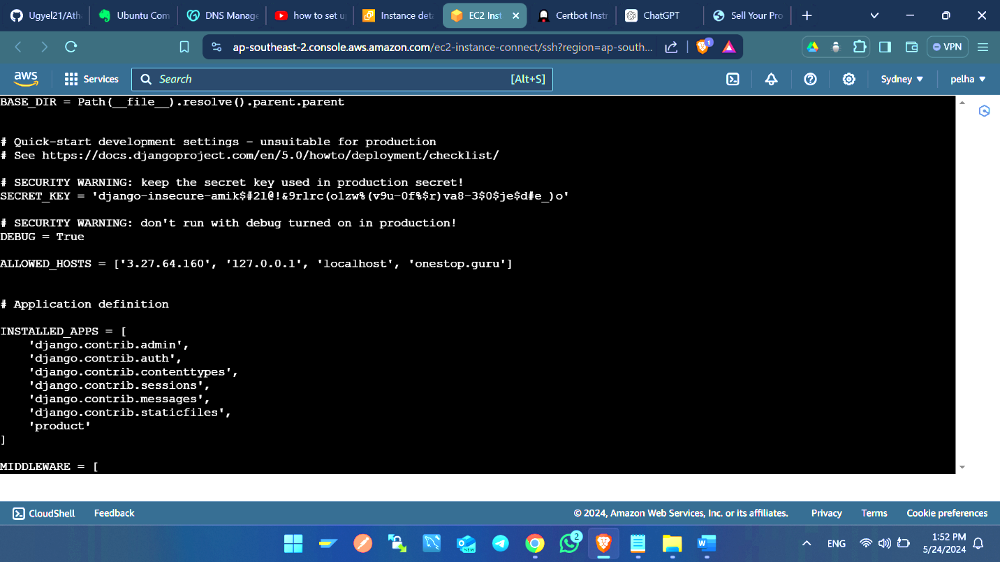 Ugyel21/Ath
Ubuntu Com
DNS Manage
how to set u
Instance deta
EC2 Inst
Certbot Instr
ChatGPT
Sell Your Pro
ap-southeast-2.console.aws.amazon.com/ec2-instance-connect/ssh?region=ap-south...
1
VPN
aws
Services
Search
[Alt+S]
Sydney
pelha
BASE_DIR = Path(__file__).resolve().parent.parent
# Quick-start development settings - unsuitable for production
# See https://docs.djangoproject.com/en/5.0/howto/deployment/checklist/
# SECURITY WARNING: keep the secret key used in production secret!
SECRET_KEY = 'django-insecure-amik$#2l@!&9rlrc(o1zw%(v9u-0f%$r)va8-3$0$je$d#e_)o'
# SECURITY WARNING: don't run with debug turned on in production!
DEBUG = True
ALLOWED_HOSTS = ['3.27.64.160', '127.0.0.1', 'localhost', 'onestop.guru']
# Application definition
INSTALLED_APPS = [
    'django.contrib.admin',
    'django.contrib.auth',
    'django.contrib.contenttypes',
    'django.contrib.sessions',
    'django.contrib.messages',
    'django.contrib.staticfiles',
    'product'
]
MIDDLEWARE = [
CloudShell
Feedback
© 2024, Amazon Web Services, Inc. or its affiliates.
Privacy
Terms
Cookie preferences
NEW
2
W
ENG
1:52 PM
5/24/2024